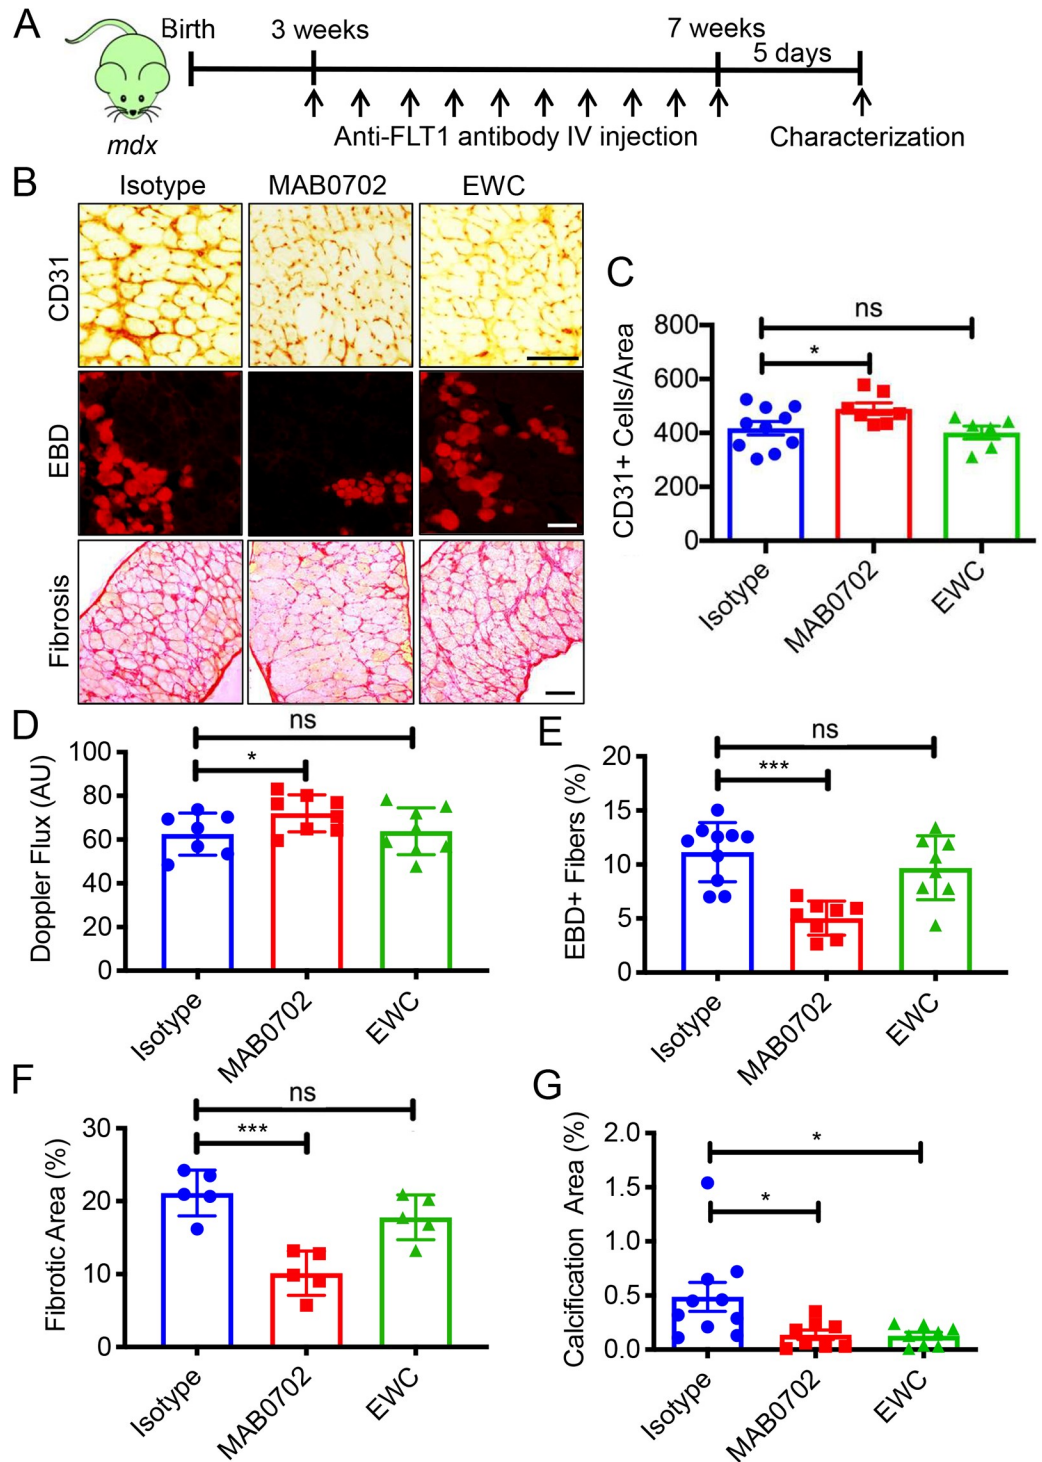 A
Birth
3 weeks
7 weeks
5 days
mdx
Anti-FLT1 antibody IV injection
Characterization
B
Isotype MAB0702 EWC
CD31
EBD
Fibrosis
C
CD31+ Cells/Area
800
600
400
200
0
ns
*
Isotype
MAB0702
EWC
D
Doppler Flux (AU)
100
80
60
40
20
0
ns
*
Isotype
MAB0702
EWC
E
EBD+ Fibers (%)
20
15
10
5
0
ns
***
Isotype
MAB0702
EWC
F
Fibrotic Area (%)
30
20
10
0
ns
***
Isotype
MAB0702
EWC
G
Calcification Area (%)
2.0
1.5
1.0
0.5
0.0
*
*
Isotype
MAB0702
EWC